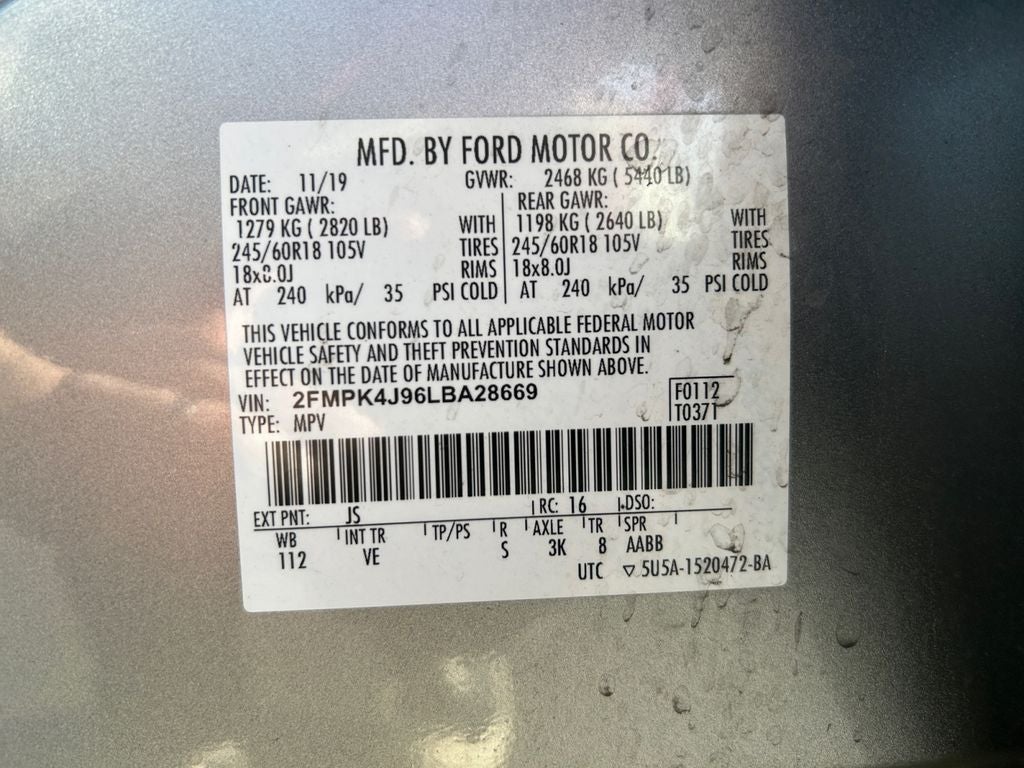 MFD. BY FORD MOTOR CO.
DATE: 11/19 GVWR: 2468 KG ( 5440 LB)
FRONT GAWR: REAR GAWR:
1279 KG ( 2820 LB) WITH 1198 KG ( 2640 LB) WITH
245/60R18 105V TIRES 245/60R18 105V TIRES
18x8.0J RIMS 18x8.0J RIMS
AT 240 kPa/ 35 PSI COLD AT 240 kPa/ 35 PSI COLD
THIS VEHICLE CONFORMS TO ALL APPLICABLE FEDERAL MOTOR
VEHICLE SAFETY AND THEFT PREVENTION STANDARDS IN
EFFECT ON THE DATE OF MANUFACTURE SHOWN ABOVE.
VIN: 2FMPK4J96LBA28669 F0112
TYPE: MPV T0371
EXT PNT: JS RC: 16 DSO:
WB INT TR TP/PS R AXLE TR SPR
112 VE S 3K 8 AABB
UTC ▽ 5U5A-1520472-BA